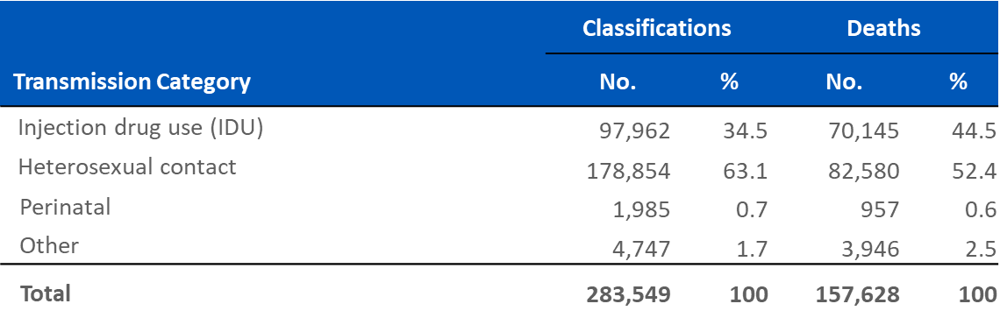 Classifications Deaths
Transmission Category No. % No. %
Injection drug use (IDU) 97,962 34.5 70,145 44.5
Heterosexual contact 178,854 63.1 82,580 52.4
Perinatal 1,985 0.7 957 0.6
Other 4,747 1.7 3,946 2.5
Total 283,549 100 157,628 100